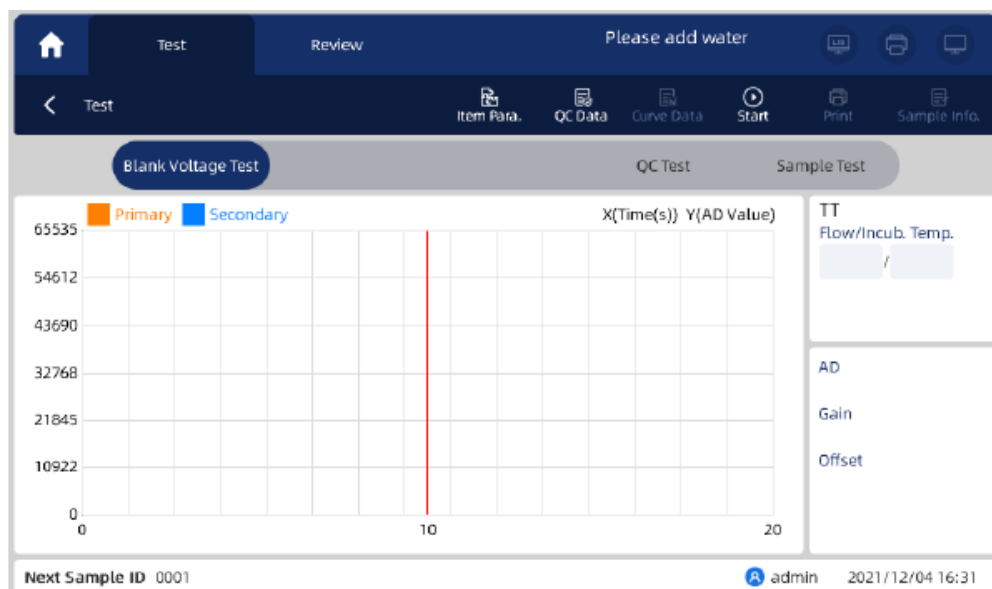 Test
Review
Please add water
LIS
Test
Item Para.
QC Data
Curve Data
Start
Print
Sample Info.
Blank Voltage Test
QC Test
Sample Test
Primary
Secondary
X(Time(s)) Y(AD Value)
65535
54612
43690
32768
21845
10922
0
0
10
20
TT
Flow/Incub. Temp.
/
AD
Gain
Offset
Next Sample ID 0001
admin
2021/12/04 16:31